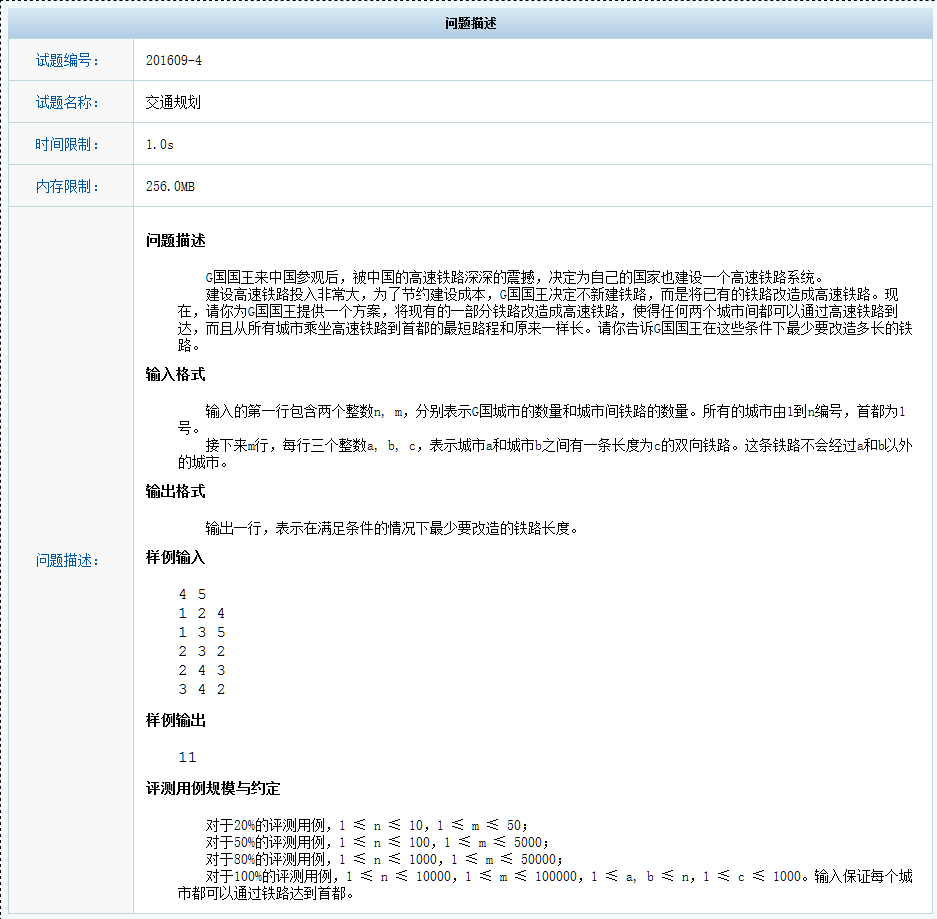 问题描述
试题编号： 201609-4
试题名称： 交通规划
时间限制： 1.0s
内存限制： 256.0MB
问题描述：
问题描述
G国国王来中国参观后，被中国的高速铁路深深的震撼，决定为自己的国家也建设一个高速铁路系统。
建设高速铁路投入非常大，为了节约建设成本，G国国王决定不新建铁路，而是将已有的铁路改造成高速铁路。现
在，请你为G国国王提供一个方案，将现有的一部分铁路改造成高速铁路，使得任何两个城市间都可以通过高速铁路到
达，而且从所有城市乘坐高速铁路到首都的最短路程和原来一样长。请你告诉G国国王在这些条件下最少要改造多长的铁
路。
输入格式
输入的第一行包含两个整数n, m，分别表示G国城市的数量和城市间铁路的数量。所有的城市由1到n编号，首都为1
号。
接下来m行，每行三个整数a, b, c，表示城市a和城市b之间有一条长度为c的双向铁路。这条铁路不会经过a和b以外
的城市。
输出格式
输出一行，表示在满足条件的情况下最少要改造的铁路长度。
样例输入
4 5
1 2 4
1 3 5
2 3 2
2 4 3
3 4 2
样例输出
11
评测用例规模与约定
对于20%的评测用例，1 ≤ n ≤ 10，1 ≤ m ≤ 50；
对于50%的评测用例，1 ≤ n ≤ 100，1 ≤ m ≤ 5000；
对于80%的评测用例，1 ≤ n ≤ 1000，1 ≤ m ≤ 50000；
对于100%的评测用例，1 ≤ n ≤ 10000，1 ≤ m ≤ 100000，1 ≤ a, b ≤ n，1 ≤ c ≤ 1000。输入保证每个城
市都可以通过铁路达到首都。